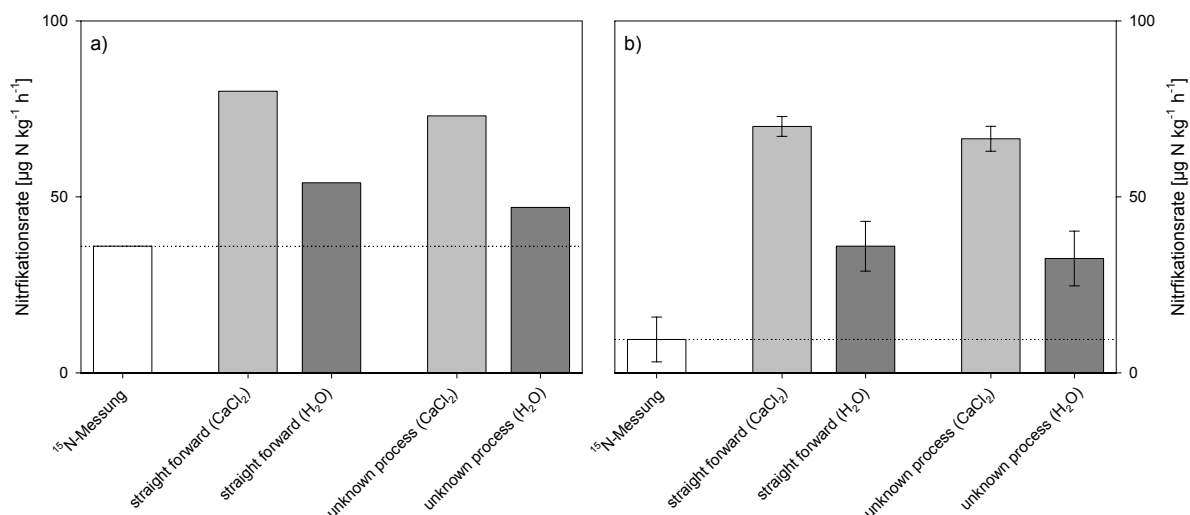 100
a)
50
0
Nitrfikationsrate [µg N kg⁻¹ h⁻¹]
¹⁵N-Messung
straight forward (CaCl₂)
straight forward (H₂O)
unknown process (CaCl₂)
unknown process (H₂O)
b)
100
50
0
Nitrfikationsrate [µg N kg⁻¹ h⁻¹]
¹⁵N-Messung
straight forward (CaCl₂)
straight forward (H₂O)
unknown process (CaCl₂)
unknown process (H₂O)